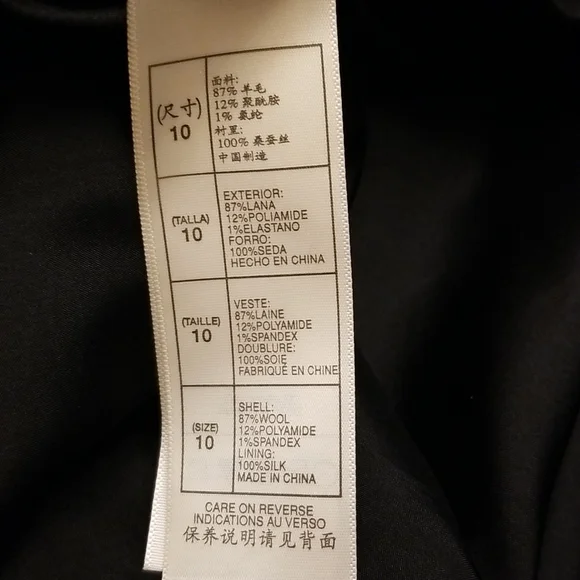 (尺寸)
10
面料:
87% 羊毛
12% 聚酰胺
1% 氨纶
衬里:
100% 桑蚕丝
中国制造
(TALLA)
10
EXTERIOR:
87%LANA
12%POLIAMIDE
1%ELASTANO
FORRO:
100%SEDA
HECHO EN CHINA
(TAILLE)
10
VESTE:
87%LAINE
12%POLYAMIDE
1%SPANDEX
DOUBLURE:
100%SOIE
FABRIQUÉ EN CHINE
(SIZE)
10
SHELL:
87%WOOL
12%POLYAMIDE
1%SPANDEX
LINING:
100%SILK
MADE IN CHINA
CARE ON REVERSE
INDICATIONS AU VERSO
保养说明请见背面